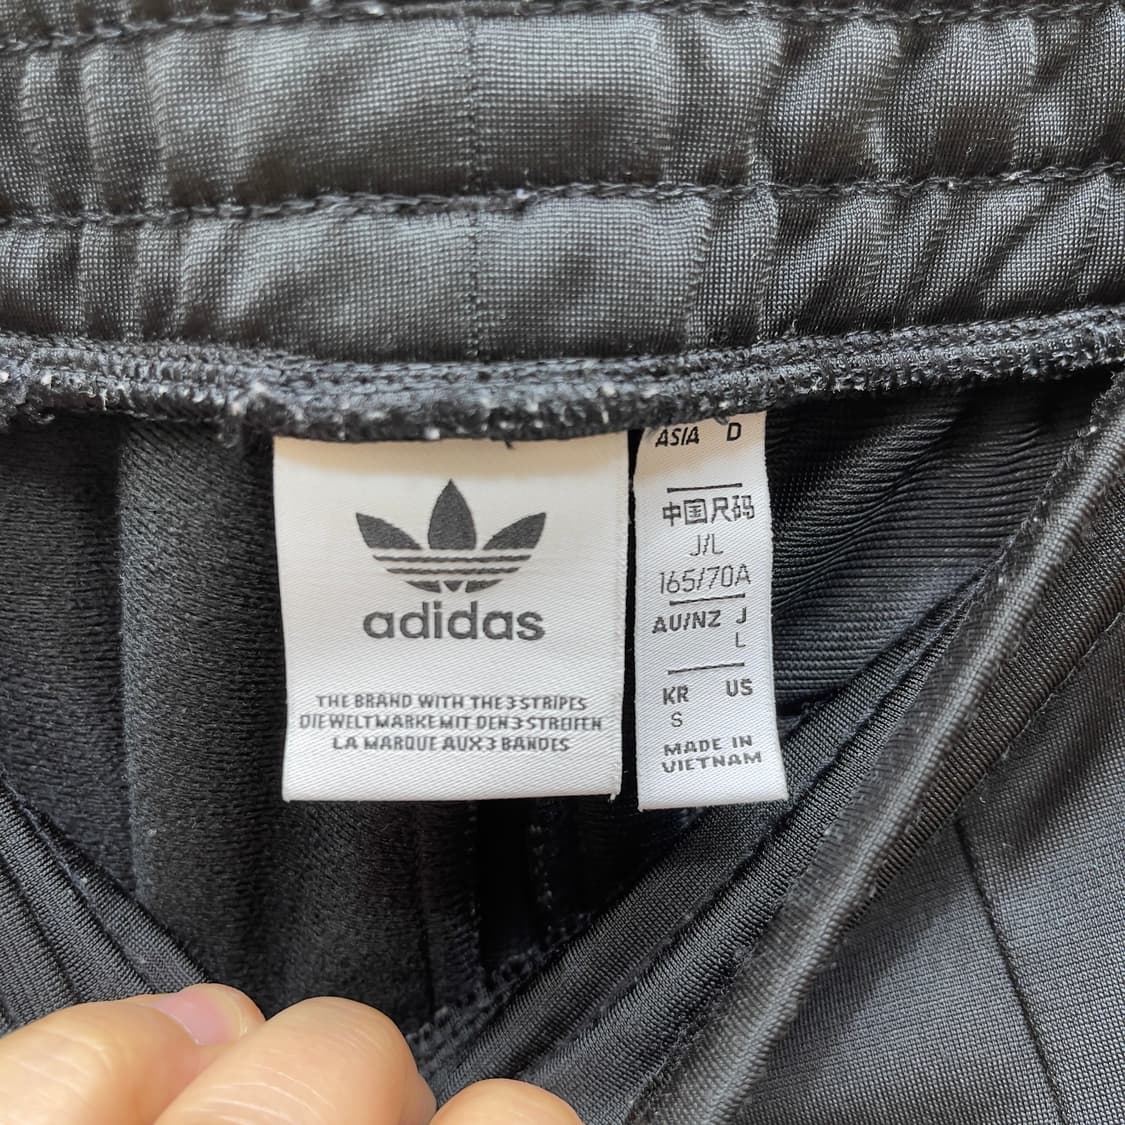 adidas
THE BRAND WITH THE 3 STRIPES
DIE WELTMARKE MIT DEN 3 STREIFEN
LA MARQUE AUX 3 BANDES
ASIA D
中国尺码
J/L
165/70A
AU/NZ J
L
KR US
S
MADE IN
VIETNAM